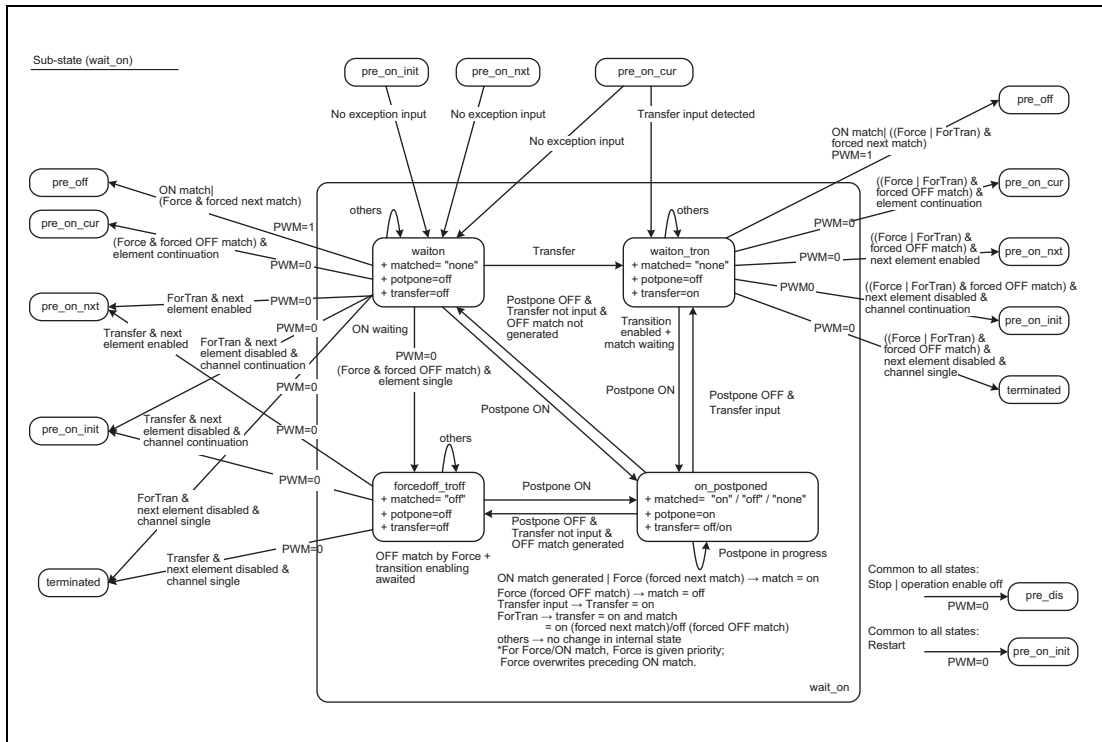 Sub-state (wait_on)
pre_on_init
pre_on_nxt
pre_on_cur
No exception input
No exception input
No exception input
Transfer input detected
pre_off
ON match| ((Force | ForTran) &
forced next match)
PWM=1
pre_off
ON match|
(Force & forced next match)
PWM=1
pre_on_cur
(Force & forced OFF match) &
element continuation
PWM=0
pre_on_nxt
ForTran & next
element enabled
PWM=0
Transfer & next
element enabled
PWM=0
ForTran & next
element disabled &
channel continuation
PWM=0
pre_on_init
Transfer & next
element disabled &
channel continuation
PWM=0
PWM=0
ForTran &
next element disabled &
channel single
Transfer &
next element disabled &
channel single
PWM=0
terminated
others
waiton
+ matched= "none"
+ potpone=off
+ transfer=off
ON waiting
Transfer
others
waiton_tron
+ matched= "none"
+ potpone=off
+ transfer=on
Transition
enabled +
match waiting
Postpone OFF &
Transfer not input &
OFF match not
generated
PWM=0
(Force & forced OFF match) &
element single
Postpone ON
Postpone ON
Postpone OFF &
Transfer input
others
forcedoff_troff
+ matched= "off"
+ potpone=off
+ transfer=off
OFF match by Force +
transition enabling
awaited
Postpone ON
Postpone OFF &
Transfer not input &
OFF match generated
on_postponed
+ matched= "on" / "off" / "none"
+ potpone=on
+ transfer= off/on
Postpone in progress
ON match generated | Force (forced next match) → match = on
Force (forced OFF match) → match = off
Transfer input → Transfer = on
ForTran → transfer = on and match
= on (forced next match)/off (forced OFF match)
others → no change in internal state
*For Force/ON match, Force is given priority;
Force overwrites preceding ON match.
wait_on
((Force | ForTran) &
forced OFF match) &
element continuation
PWM=0
pre_on_cur
((Force | ForTran) &
forced OFF match) &
next element enabled
PWM=0
pre_on_nxt
((Force | ForTran) & forced OFF match) &
next element disabled &
channel continuation
PWM0
pre_on_init
((Force | ForTran) &
forced OFF match) &
next element disabled &
channel single
PWM=0
terminated
Common to all states:
Stop | operation enable off
PWM=0
pre_dis
Common to all states:
Restart
PWM=0
pre_on_init